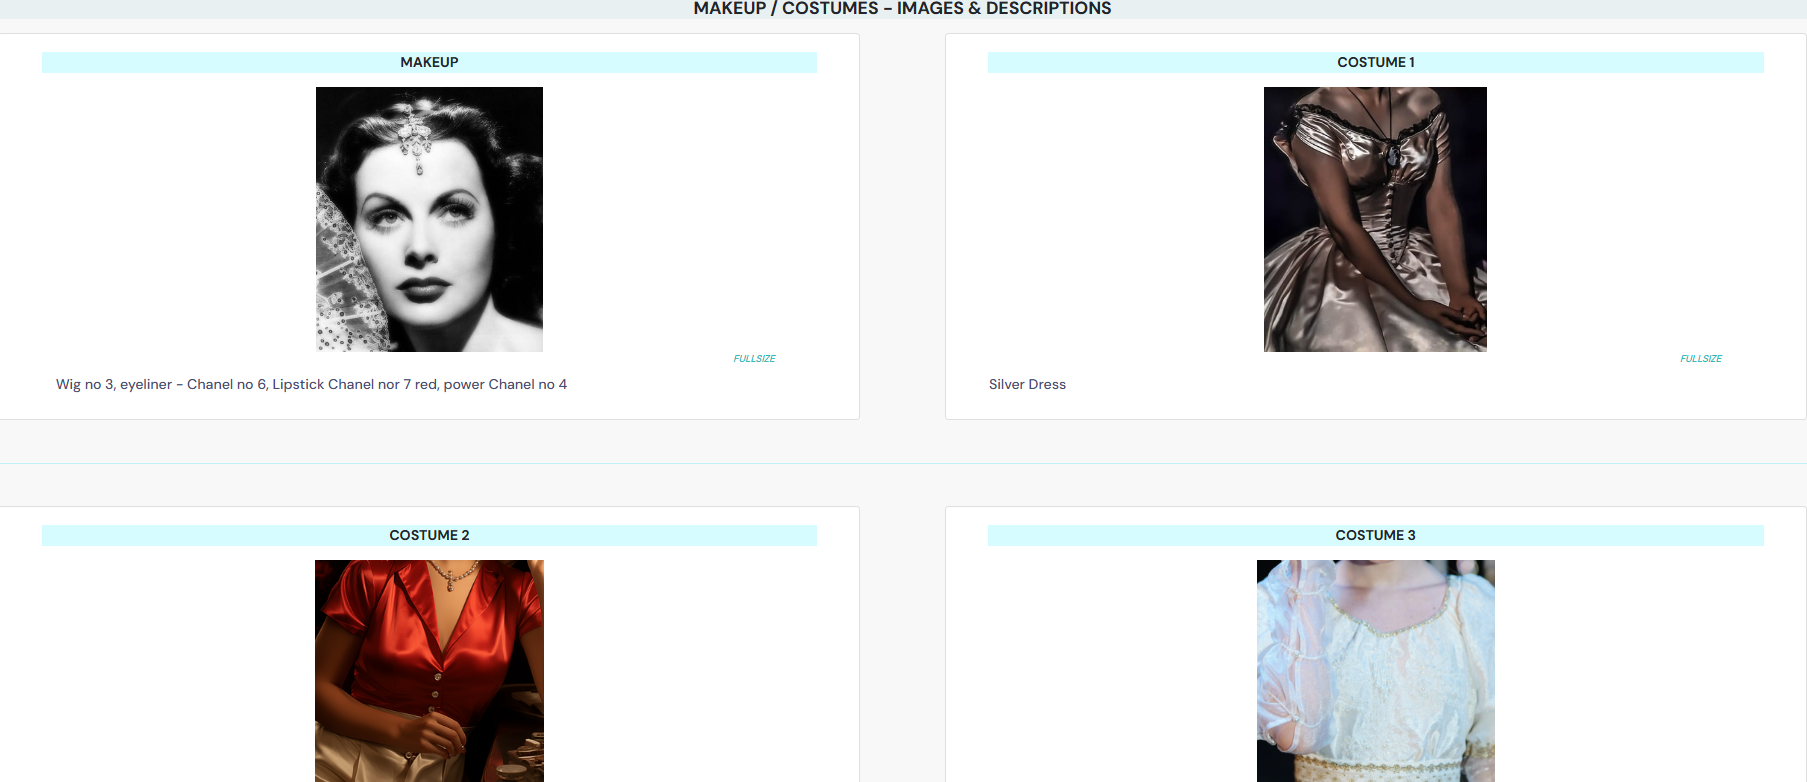 MAKEUP / COSTUMES - IMAGES & DESCRIPTIONS
MAKEUP
COSTUME 1
FULLSIZE
FULLSIZE
Wig no 3, eyeliner - Chanel no 6, Lipstick Chanel nor 7 red, power Chanel no 4
Silver Dress
COSTUME 2
COSTUME 3